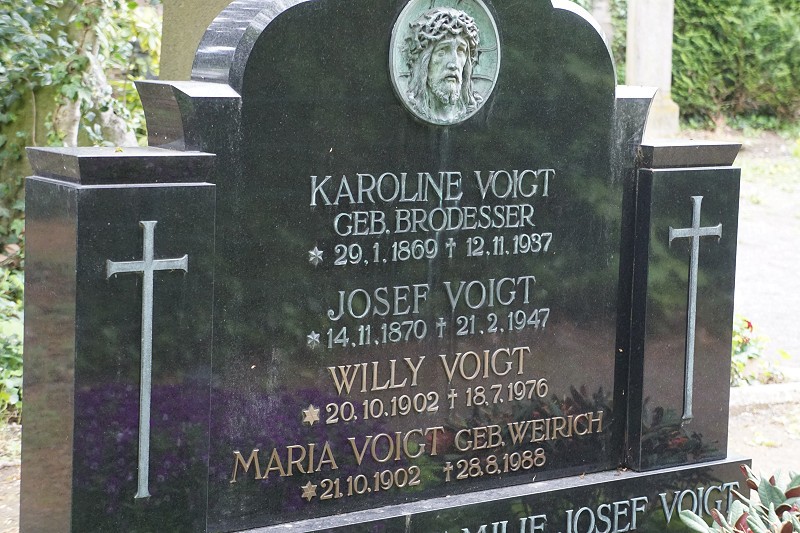 KAROLINE VOIGT
GEB. BRODESSER
* 29.1.1869 † 12.11.1937
JOSEF VOIGT
* 14.11.1870 † 21.2.1947
WILLY VOIGT
* 20.10.1902 † 18.7.1976
MARIA VOIGT GEB. WEIRICH
* 21.10.1902 † 28.8.1988
JOSEF VOIGT